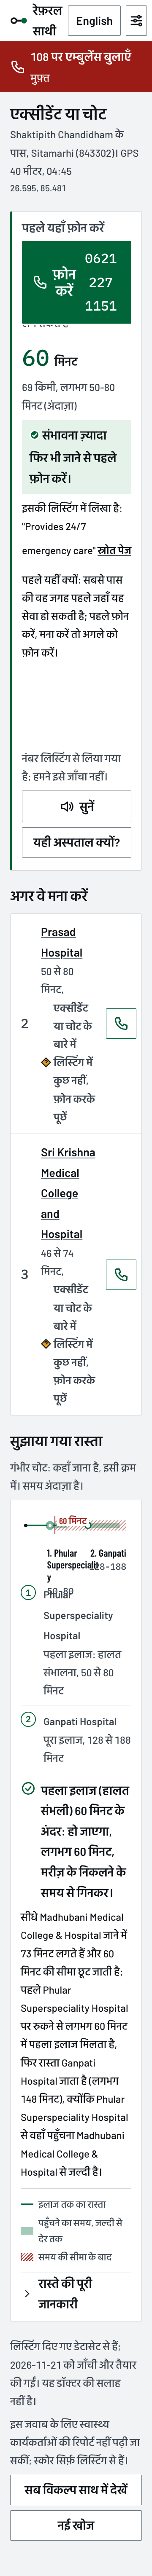 रेफ़रल
साथी
English
108 पर एम्बुलेंस बुलाएँ
मुफ़्त
एक्सीडेंट या चोट
Shaktipith Chandidham के
पास, Sitamarhi (843302)। GPS
40 मीटर, 04:45
26.595, 85.481
पहले यहाँ फ़ोन करें
फ़ोन करें
0621 227 1151
60 मिनट
69 किमी, लगभग 50-80
मिनट (अंदाज़ा)
संभावना ज़्यादा
फिर भी जाने से पहले
फ़ोन करें।
इसकी लिस्टिंग में लिखा है:
"Provides 24/7
emergency care" स्रोत पेज
पहले यहीं क्यों: सबसे पास
की वह जगह पहले जहाँ यह
सेवा हो सकती है; पहले फ़ोन
करें, मना करें तो अगले को
फ़ोन करें।
नंबर लिस्टिंग से लिया गया
है; हमने इसे जाँचा नहीं।
सुनें
यही अस्पताल क्यों?
अगर वे मना करें
2
Prasad
Hospital
50 से 80
मिनट,
एक्सीडेंट
या चोट के
बारे में
लिस्टिंग में
कुछ नहीं,
फ़ोन करके
पूछें
3
Sri Krishna
Medical
College
and
Hospital
46 से 74
मिनट,
एक्सीडेंट
या चोट के
बारे में
लिस्टिंग में
कुछ नहीं,
फ़ोन करके
पूछें
सुझाया गया रास्ता
गंभीर चोट: कहाँ जाना है, इसी क्रम
में। समय अंदाज़ा है।
60 मिनट
1. Phular
Superspecialit
y
50-80
2. Ganpati
128-188
1
Phular
Superspeciality
Hospital
पहला इलाज: हालत
संभालना, 50 से 80
मिनट
2
Ganpati Hospital
पूरा इलाज, 128 से 188
मिनट
पहला इलाज (हालत
संभली) 60 मिनट के
अंदर: हो जाएगा,
लगभग 60 मिनट,
मरीज़ के निकलने के
समय से गिनकर।
सीधे Madhubani Medical
College & Hospital जाने में
73 मिनट लगते हैं और 60
मिनट की सीमा छूट जाती है;
पहले Phular
Superspeciality Hospital
पर रुकने से लगभग 60 मिनट
में पहला इलाज मिलता है,
फिर रास्ता Ganpati
Hospital जाता है (लगभग
148 मिनट), क्योंकि Phular
Superspeciality Hospital
से वहाँ पहुँचना Madhubani
Medical College &
Hospital से जल्दी है।
इलाज तक का रास्ता
पहुँचने का समय, जल्दी से
देर तक
समय की सीमा के बाद
रास्ते की पूरी
जानकारी
लिस्टिंग दिए गए डेटासेट से हैं;
2026-11-21 को जाँची और तैयार
की गईं। यह डॉक्टर की सलाह
नहीं है।
इस जवाब के लिए स्वास्थ्य
कार्यकर्ताओं की रिपोर्ट नहीं पढ़ी जा
सकीं; स्कोर सिर्फ़ लिस्टिंग से हैं।
सब विकल्प साथ में देखें
नई खोज